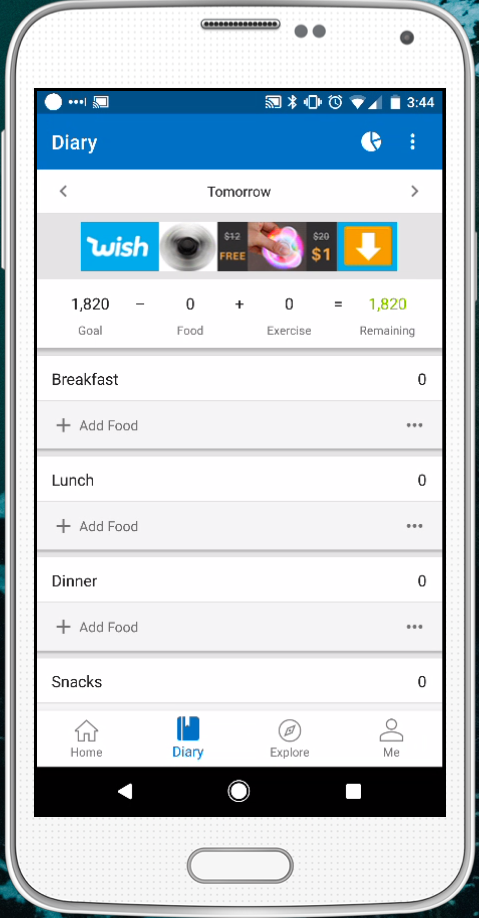 3:44
Diary
Tomorrow
wish $12 FREE $20 $1
1,820 − 0 + 0 = 1,820
Goal Food Exercise Remaining
Breakfast 0
+ Add Food
Lunch 0
+ Add Food
Dinner 0
+ Add Food
Snacks 0
Home Diary Explore Me